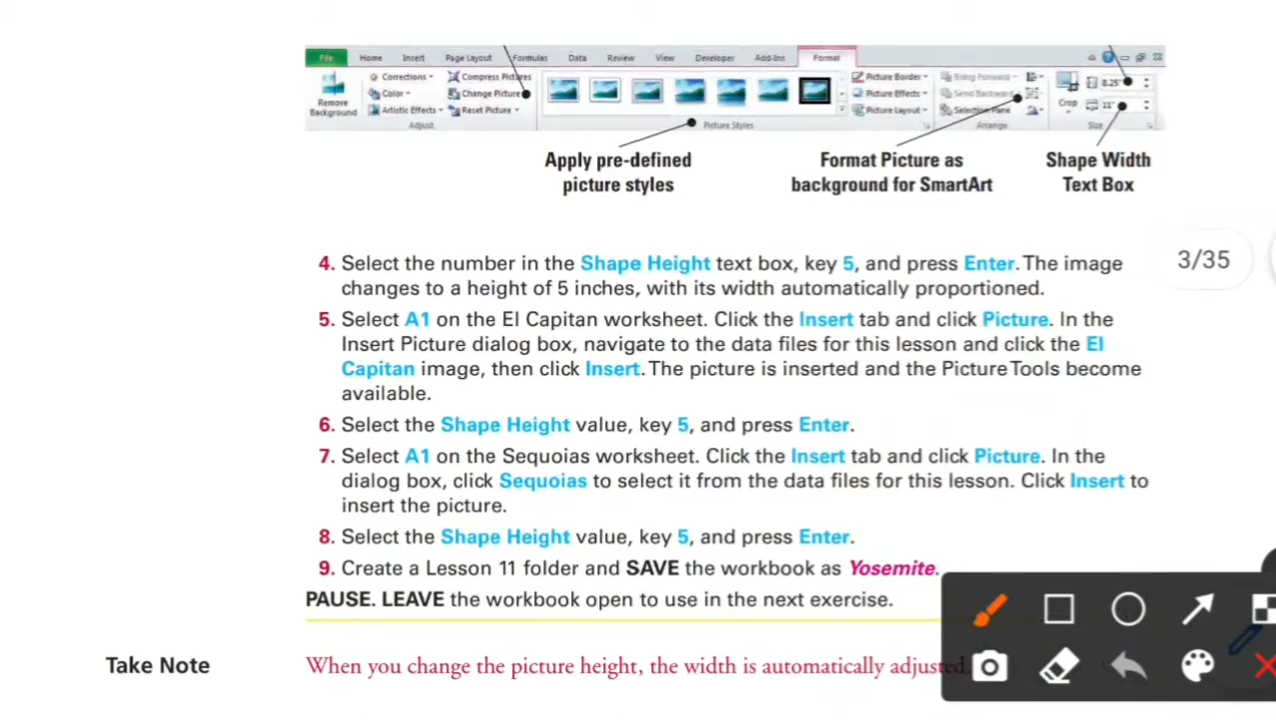 File Home Insert Page Layout Formulas Data Review View Developer Add-Ins Format
Remove Background
Corrections
Color
Artistic Effects
Compress Pictures
Change Picture
Reset Picture
Adjust
Picture Styles
Picture Border
Picture Effects
Picture Layout
Bring Forward
Send Backward
Selection Pane
Arrange
Crop
8.25"
11"
Size
Apply pre-defined
picture styles
Format Picture as
background for SmartArt
Shape Width
Text Box
3/35
4. Select the number in the Shape Height text box, key 5, and press Enter. The image
changes to a height of 5 inches, with its width automatically proportioned.
5. Select A1 on the El Capitan worksheet. Click the Insert tab and click Picture. In the
Insert Picture dialog box, navigate to the data files for this lesson and click the El
Capitan image, then click Insert. The picture is inserted and the Picture Tools become
available.
6. Select the Shape Height value, key 5, and press Enter.
7. Select A1 on the Sequoias worksheet. Click the Insert tab and click Picture. In the
dialog box, click Sequoias to select it from the data files for this lesson. Click Insert to
insert the picture.
8. Select the Shape Height value, key 5, and press Enter.
9. Create a Lesson 11 folder and SAVE the workbook as Yosemite.
PAUSE. LEAVE the workbook open to use in the next exercise.
Take Note
When you change the picture height, the width is automatically adjusted.